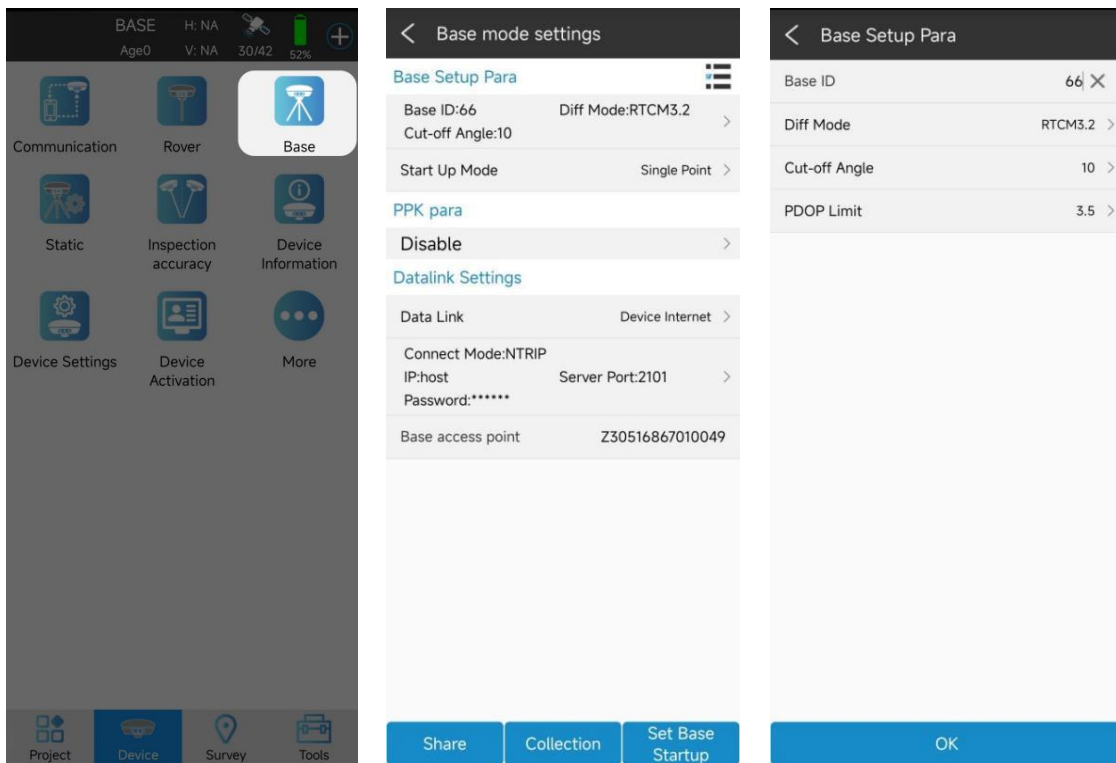 BASE H: NA
Age0 V: NA 30/42 52%
Communication Rover Base
Static Inspection accuracy Device Information
Device Settings Device Activation More
Project Device Survey Tools
Base mode settings
Base Setup Para
Base ID:66 Diff Mode:RTCM3.2
Cut-off Angle:10
Start Up Mode Single Point
PPK para
Disable
Datalink Settings
Data Link Device Internet
Connect Mode:NTRIP
IP:host Server Port:2101
Password:******
Base access point Z30516867010049
Share Collection Set Base Startup
Base Setup Para
Base ID 66
Diff Mode RTCM3.2
Cut-off Angle 10
PDOP Limit 3.5
OK